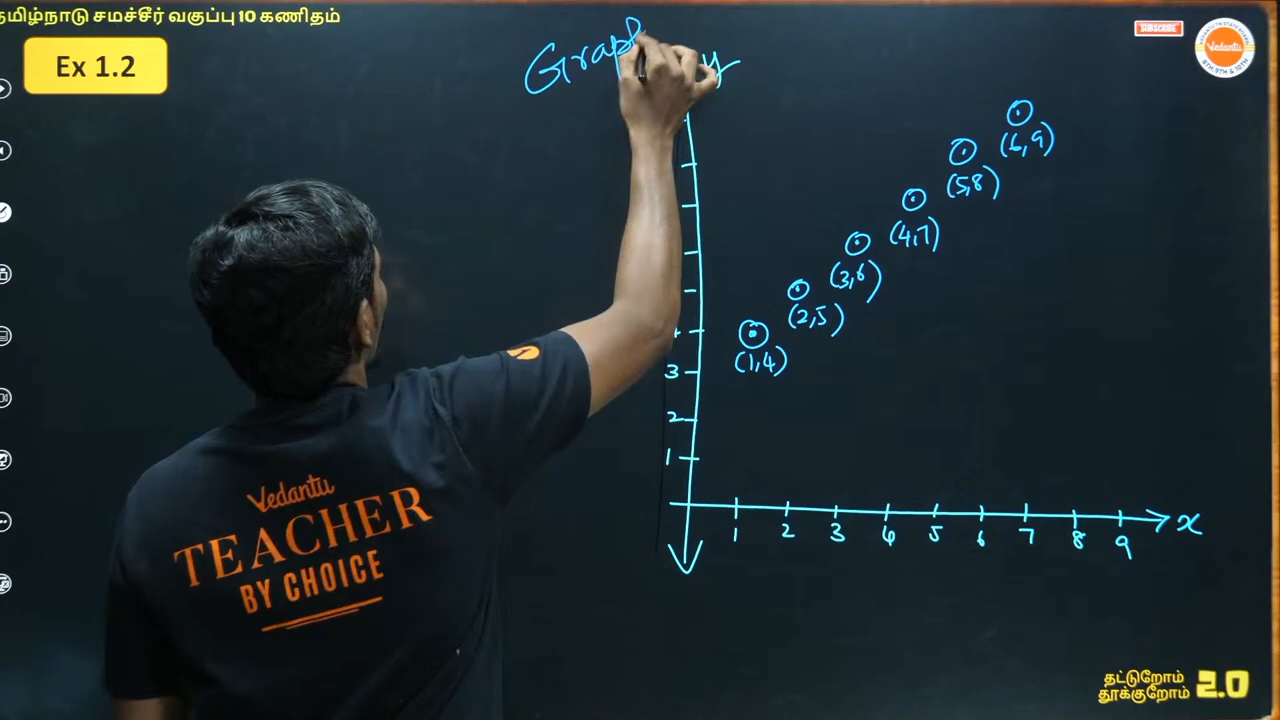 தமிழ்நாடு சமச்சீர் வகுப்பு 10 கணிதம்
SUBSCRIBE
Ex 1.2
Graph
y
Vedantu
(6,9)
(5,8)
(4,7)
(3,6)
(2,5)
(1,4)
3
2
1
1 2 3 4 5 6 7 8 9
x
Vedantu
TEACHER
BY CHOICE
தட்டுறோம்
தூக்குறோம் 2.0